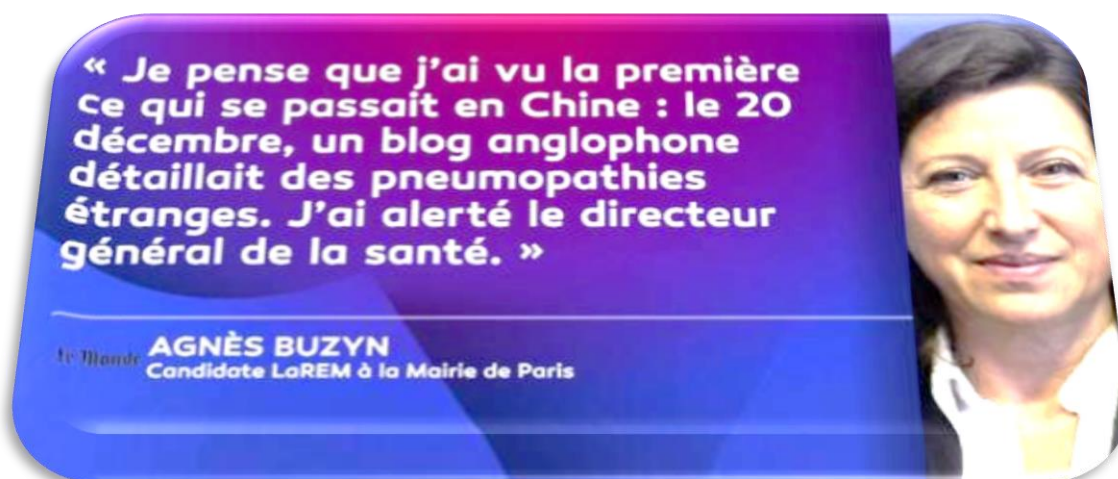 « Je pense que j'ai vu la première
ce qui se passait en Chine : le 20
décembre, un blog anglophone
détaillait des pneumopathies
étranges. J'ai alerté le directeur
général de la santé. »
Le Monde
AGNÈS BUZYN
Candidate LaREM à la Mairie de Paris